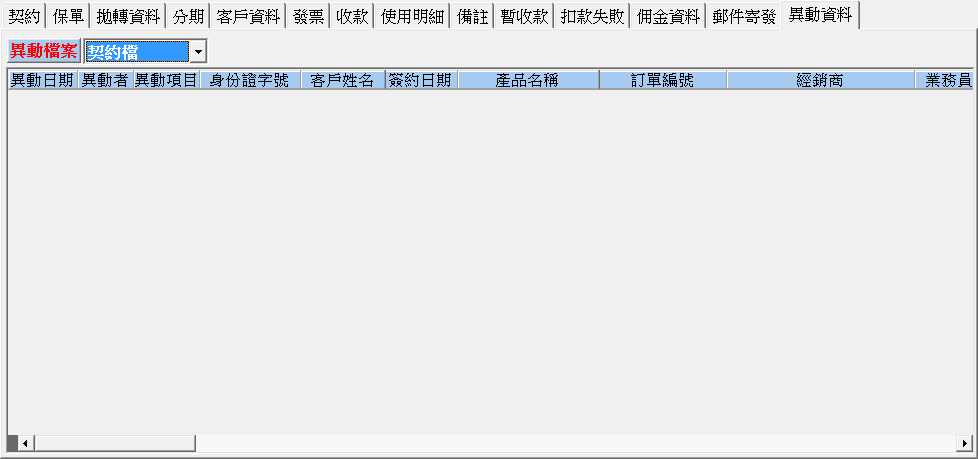 契約 保單 拋轉資料 分期 客戶資料 發票 收款 使用明細 備註 暫收款 扣款失敗 佣金資料 郵件寄發 異動資料
異動檔案 契約檔
異動日期 異動者 異動項目 身份證字號 客戶姓名 簽約日期 產品名稱 訂單編號 經銷商 業務員